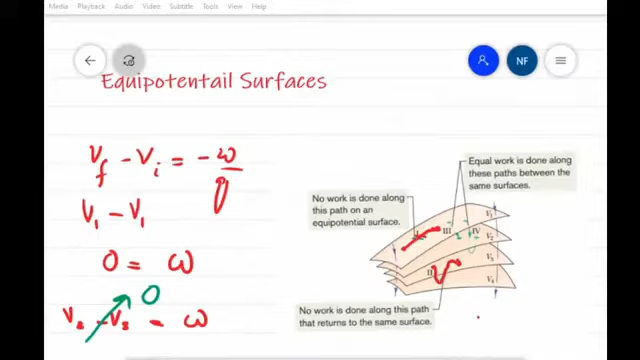 Media Playback Audio Video Subtitle Tools View Help
NF
Equipotentail Surfaces
Vf - Vi = -w/q
V1 - V1
0 = w
0
- V3 = w
Equal work is done along
these paths between the
same surfaces.
No work is done along
this path on an
equipotential surface.
I
III
IV
II
V1
V2
V3
V4
No work is done along this path
that returns to the same surface.